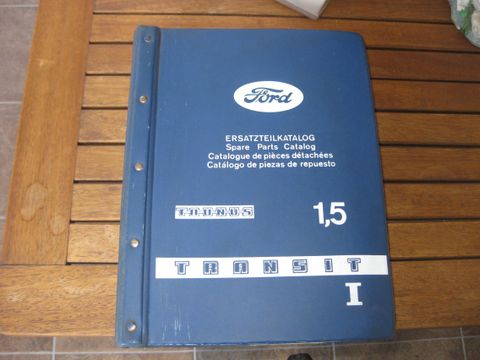 Ford
ERSATZTEILKATALOG
Spare Parts Catalog
Catalogue de pièces détachées
Catálogo de piezas de repuesto
TAUNUS
1,5
TRANSIT
I